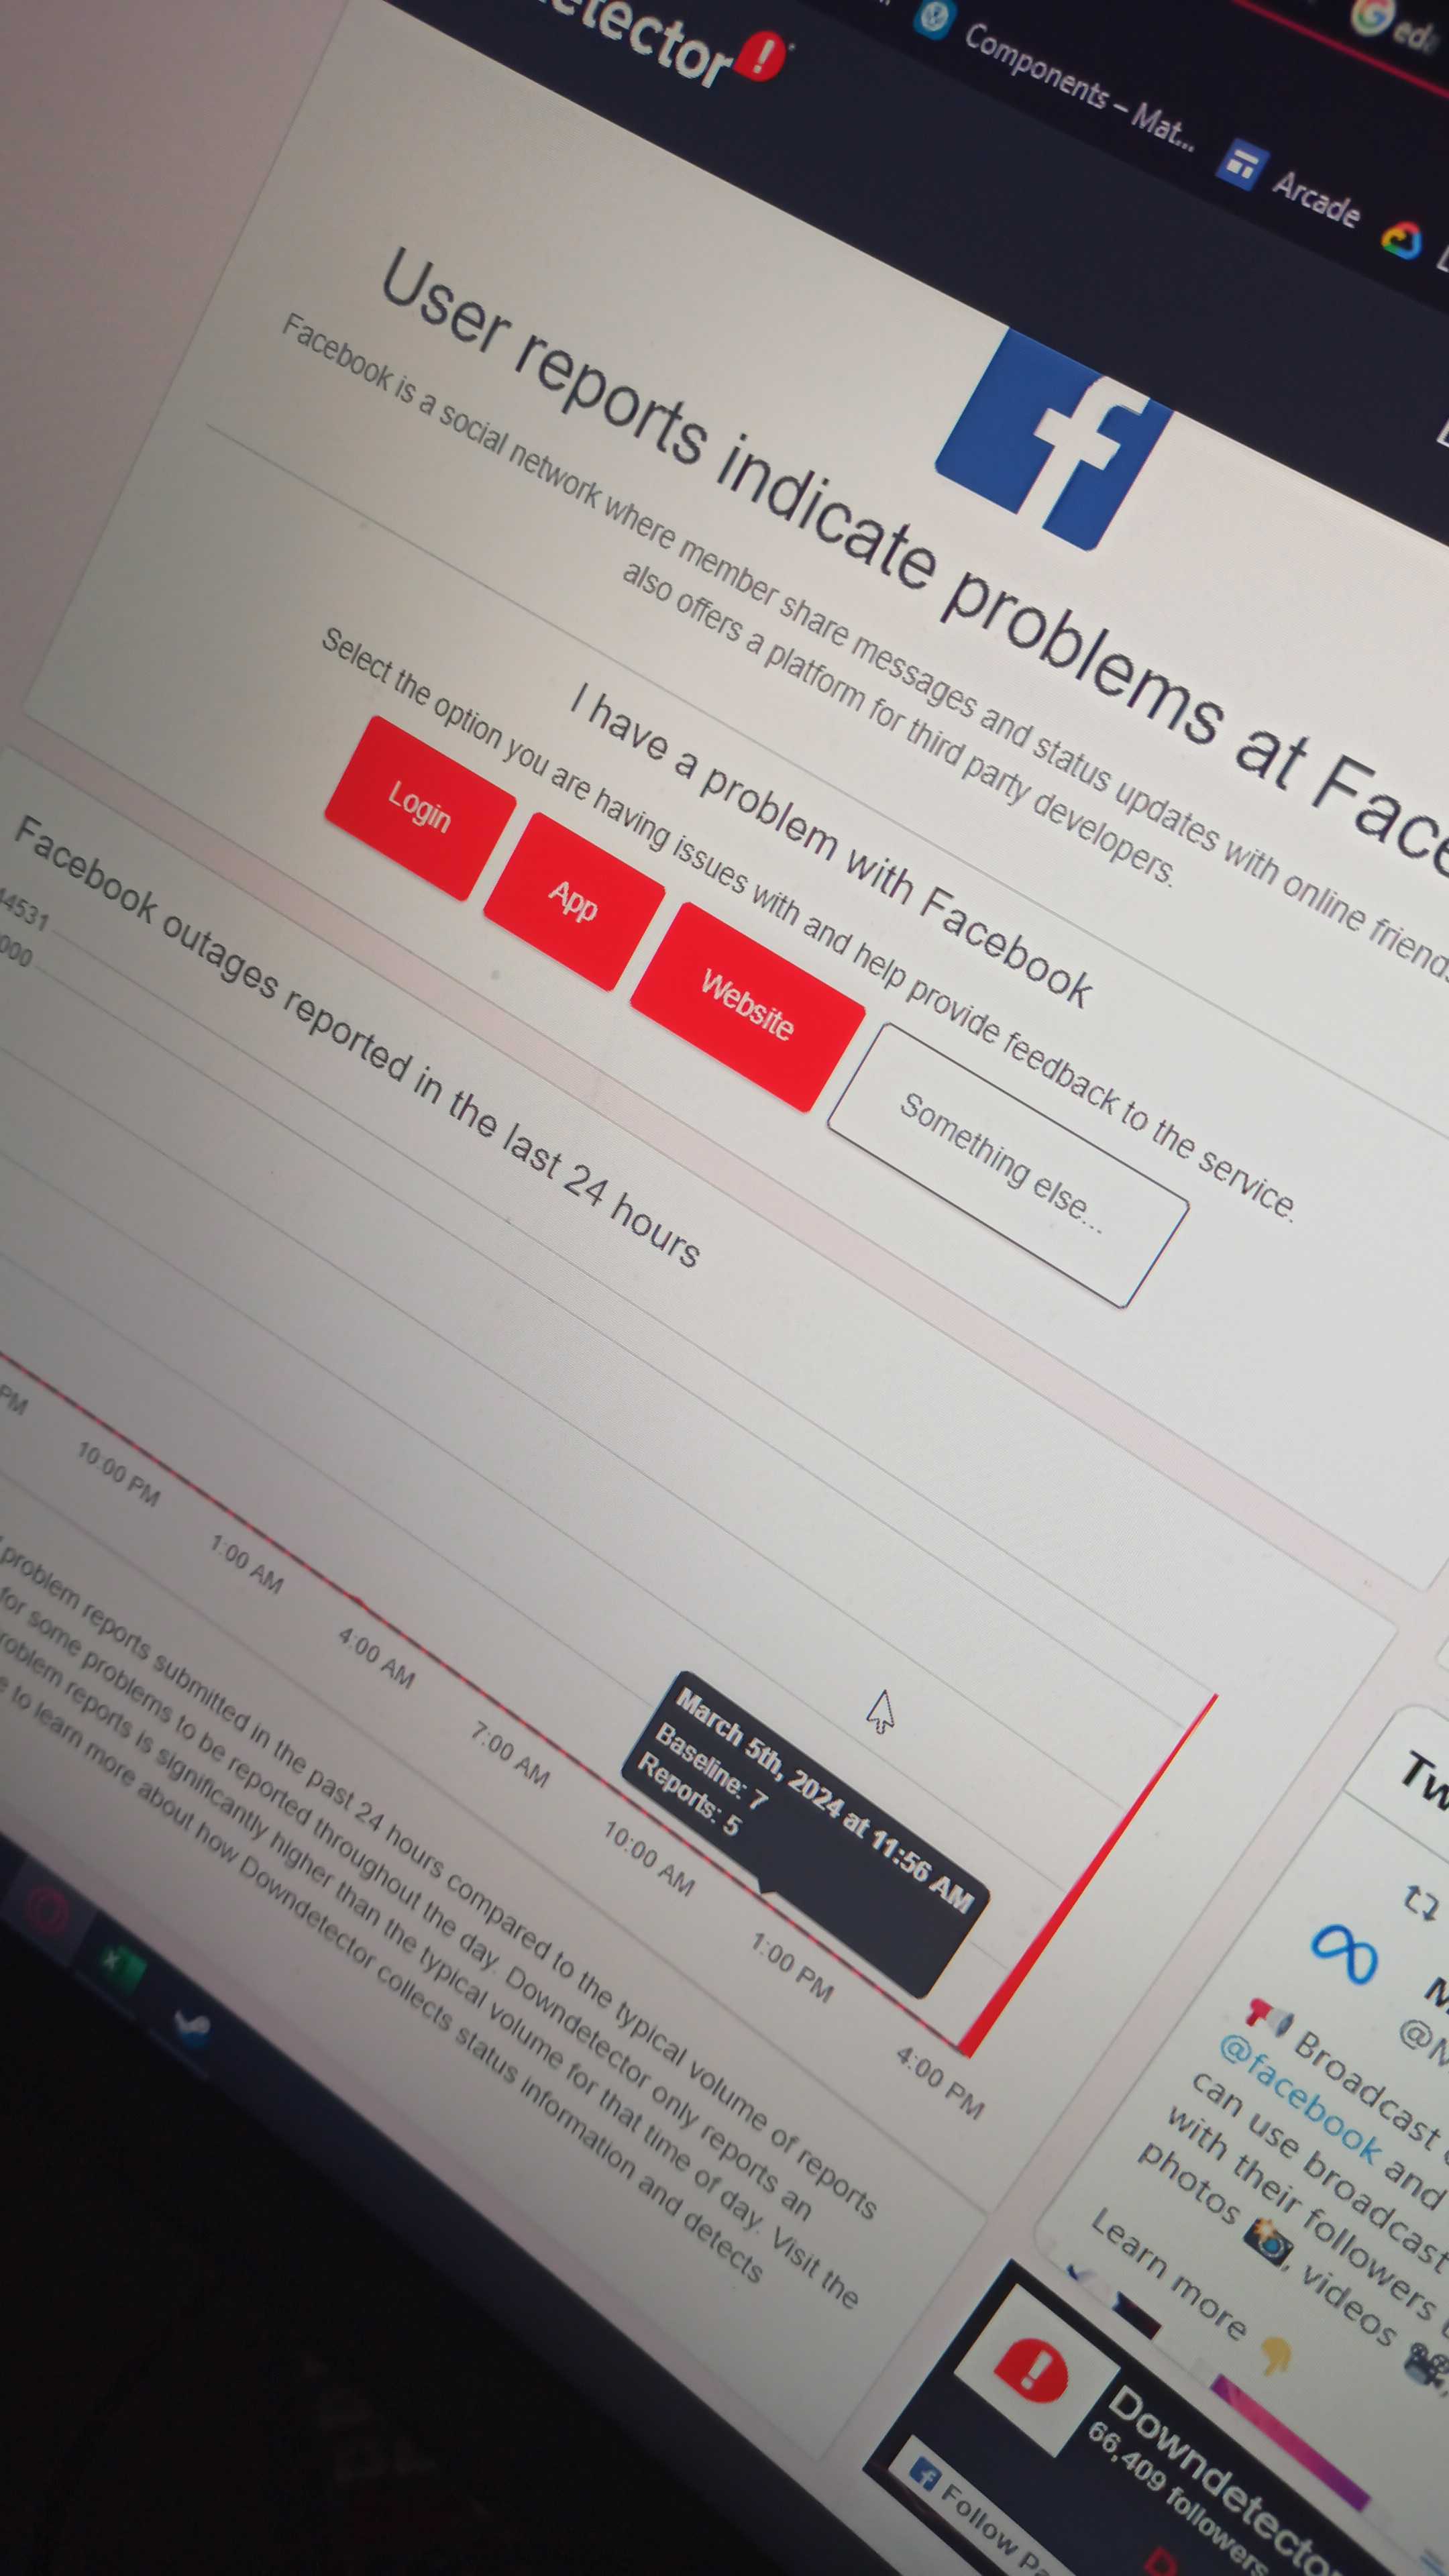 etector
Components – Mat...
Arcade
User reports indicate problems at Face
Facebook is a social network where member share messages and status updates with online friends
also offers a platform for third party developers.
I have a problem with Facebook
Select the option you are having issues with and help provide feedback to the service.
Login
App
Website
Something else...
Facebook outages reported in the last 24 hours
4531
000
PM
10:00 PM
1:00 AM
4:00 AM
7:00 AM
10:00 AM
1:00 PM
4:00 PM
March 5th, 2024 at 11:56 AM
Baseline: 7
Reports: 5
problem reports submitted in the past 24 hours compared to the typical volume of reports
for some problems to be reported throughout the day. Downdetector only reports an
roblem reports is significantly higher than the typical volume for that time of day. Visit the
e to learn more about how Downdetector collects status information and detects
Tw
M
@M
Broadcast
@facebook and
can use broadcast
with their followers
photos 📸, videos 📽
Learn more 👇
Downdetector
66,409 followers
Follow Pa